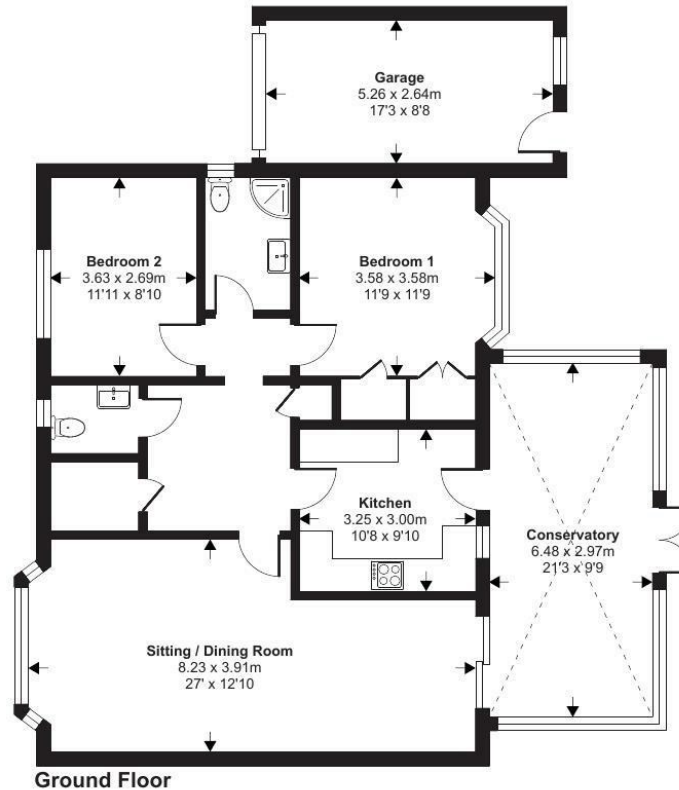 Garage
5.26 x 2.64m
17'3 x 8'8
Bedroom 2
3.63 x 2.69m
11'11 x 8'10
Bedroom 1
3.58 x 3.58m
11'9 x 11'9
Kitchen
3.25 x 3.00m
10'8 x 9'10
Conservatory
6.48 x 2.97m
21'3 x 9'9
Sitting / Dining Room
8.23 x 3.91m
27' x 12'10
Ground Floor